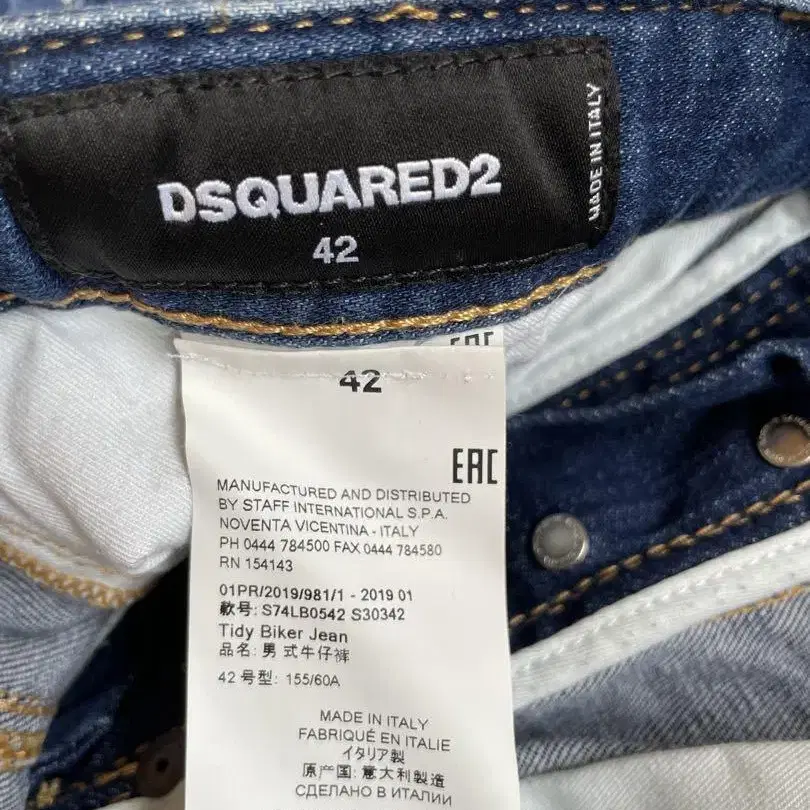 DSQUARED2
42
MADE IN ITALY
EAC
42
EAC
MANUFACTURED AND DISTRIBUTED
BY STAFF INTERNATIONAL S.P.A.
NOVENTA VICENTINA - ITALY
PH 0444 784500 FAX 0444 784580
RN 154143
01PR/2019/981/1 - 2019 01
款号: S74LB0542 S30342
Tidy Biker Jean
品名: 男 式牛仔裤
42 号型: 155/60A
MADE IN ITALY
FABRIQUÉ EN ITALIE
イタリア製
原产国: 意大利製造
СДЕЛАНО В ИТАЛИИ